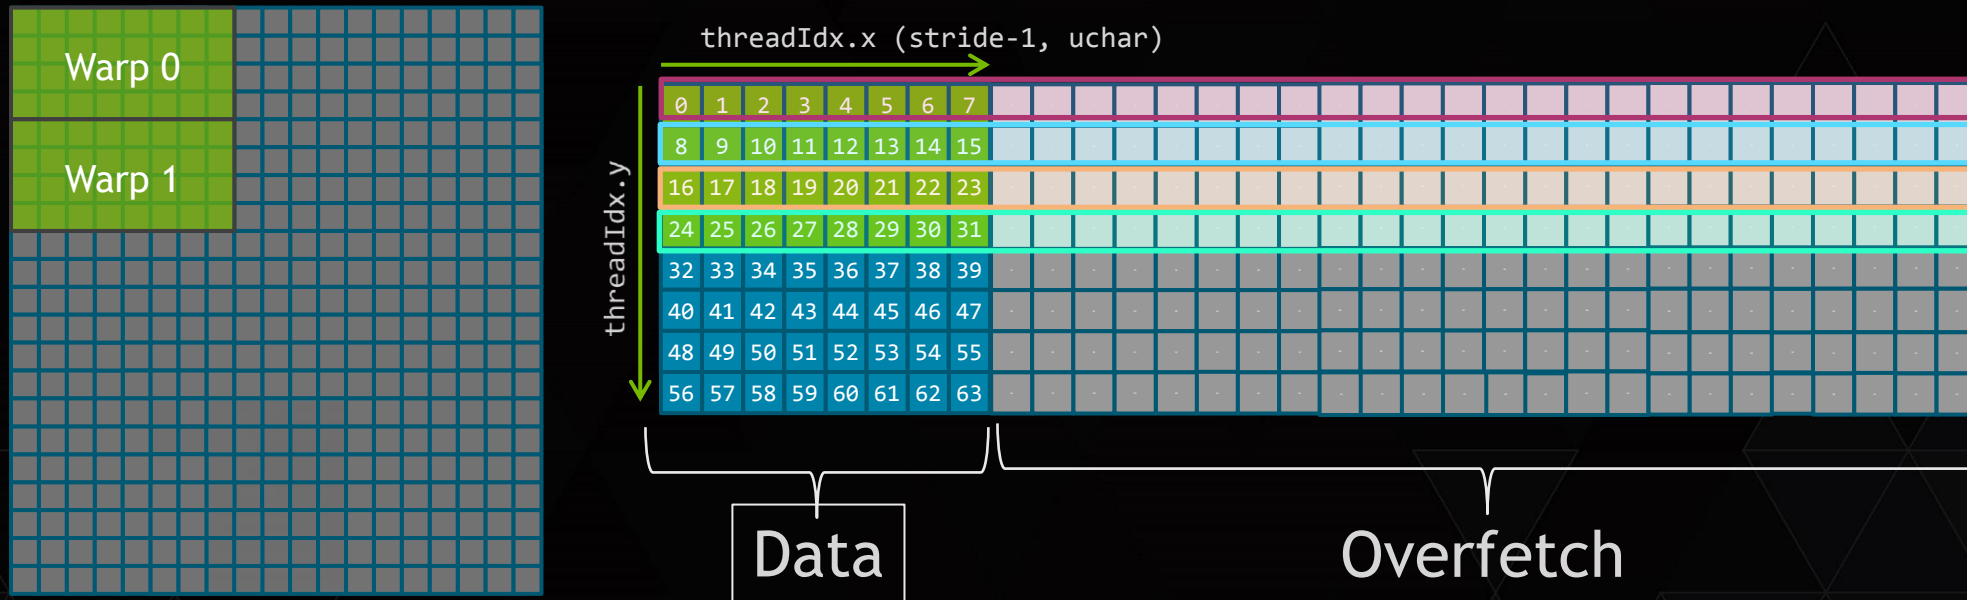 Warp 0
Warp 1
threadIdx.x (stride-1, uchar)
threadIdx.y
0 1 2 3 4 5 6 7
8 9 10 11 12 13 14 15
16 17 18 19 20 21 22 23
24 25 26 27 28 29 30 31
32 33 34 35 36 37 38 39
40 41 42 43 44 45 46 47
48 49 50 51 52 53 54 55
56 57 58 59 60 61 62 63
Data
Overfetch